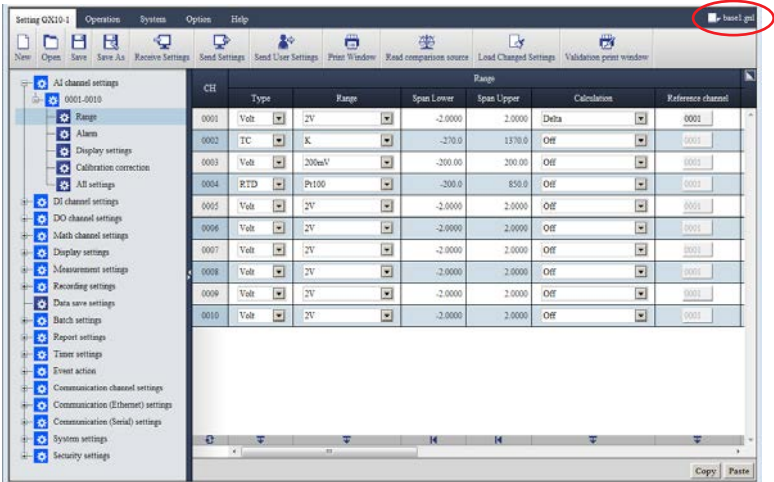 Setting GX10-1 Operation System Option Help base1.gnl
New Open Save Save As Receive Settings Send Settings Send User Settings Print Window Read comparison source Load Changed Settings Validation print window
AI channel settings
0001-0010
Range
Alarm
Display settings
Calibration correction
All settings
DI channel settings
DO channel settings
Math channel settings
Display settings
Measurement settings
Recording settings
Data save settings
Batch settings
Report settings
Timer settings
Event action
Communication channel settings
Communication (Ethernet) settings
Communication (Serial) settings
System settings
Security settings
Range
CH Type Range Span Lower Span Upper Calculation Reference channel
0001 Volt 2V -2.0000 2.0000 Delta 0001
0002 TC K -270.0 1370.0 Off 0001
0003 Volt 200mV -200.00 200.00 Off 0001
0004 RTD Pt100 -200.0 850.0 Off 0001
0005 Volt 2V -2.0000 2.0000 Off 0001
0006 Volt 2V -2.0000 2.0000 Off 0001
0007 Volt 2V -2.0000 2.0000 Off 0001
0008 Volt 2V -2.0000 2.0000 Off 0001
0009 Volt 2V -2.0000 2.0000 Off 0001
0010 Volt 2V -2.0000 2.0000 Off 0001
Copy Paste